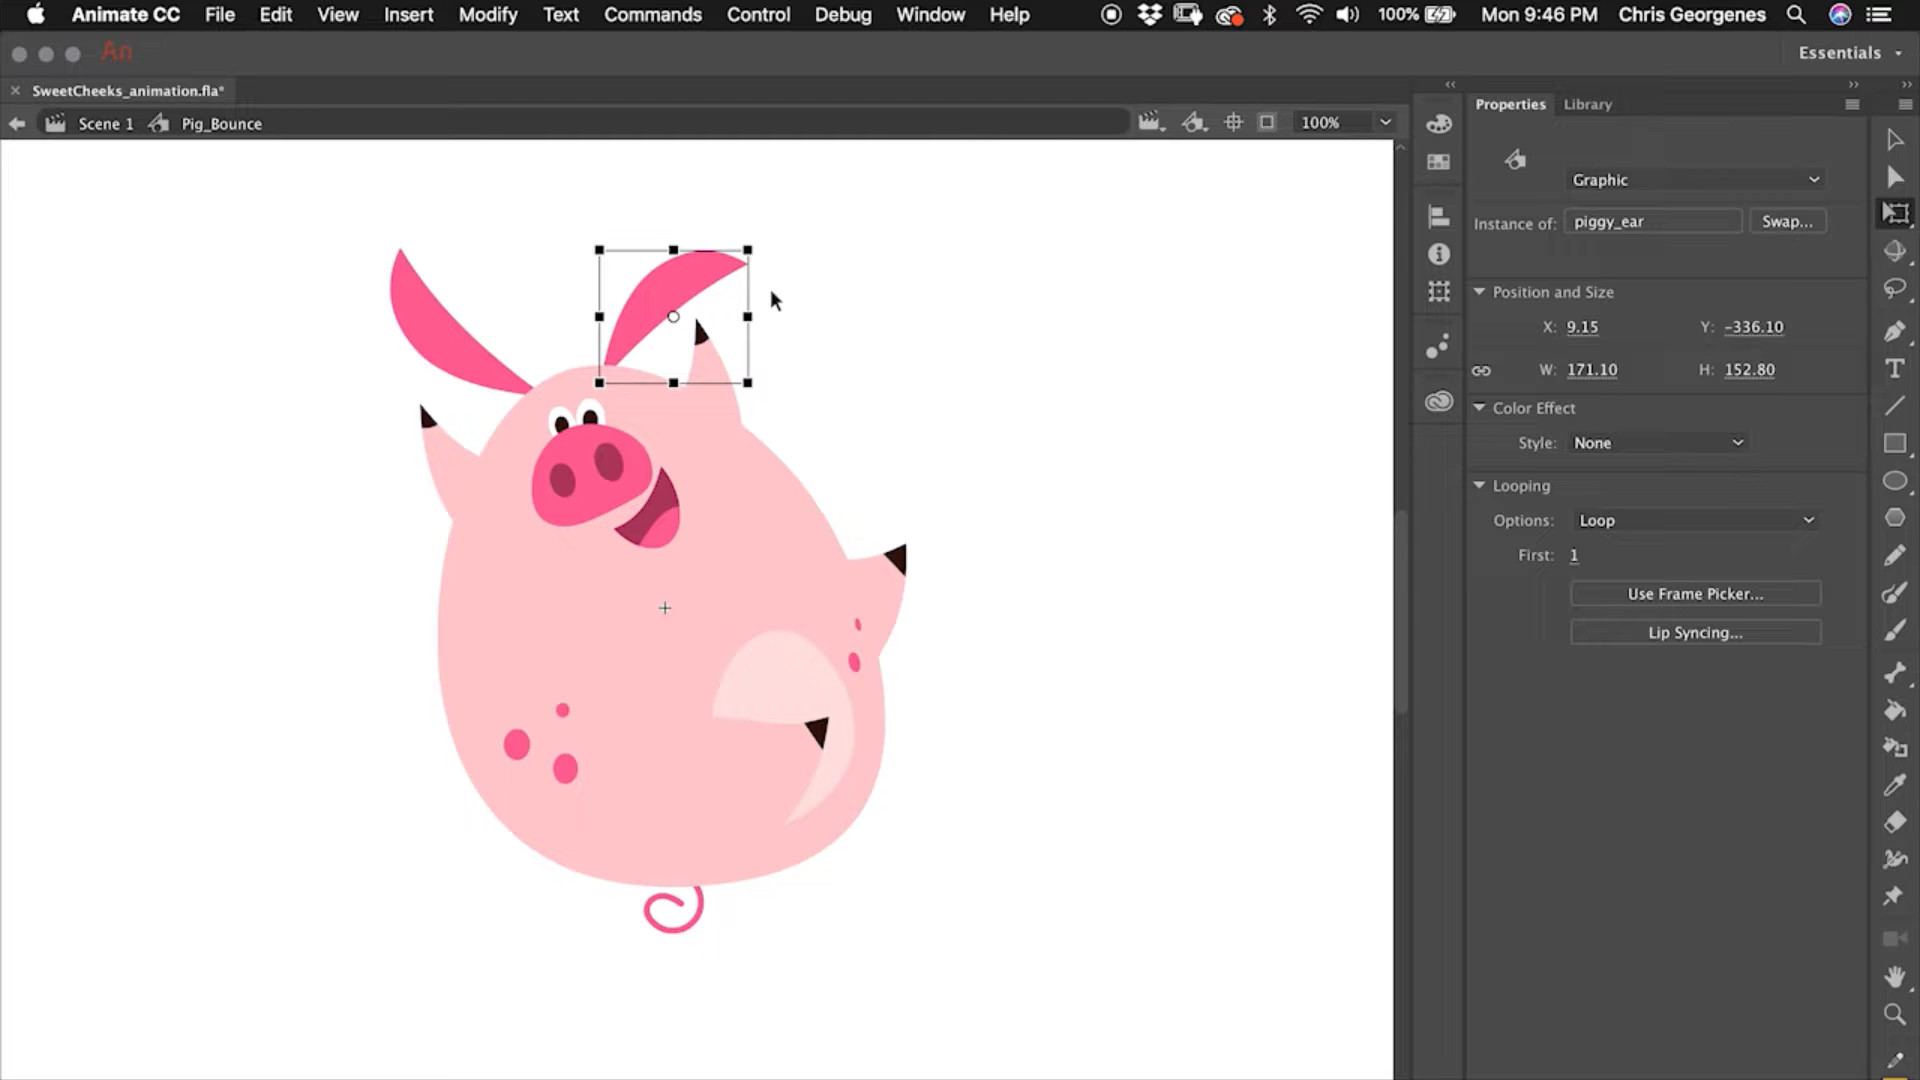 Animate CC File Edit View Insert Modify Text Commands Control Debug Window Help 100% Mon 9:46 PM Chris Georgenes
An Essentials
SweetCheeks_animation.fla*
Scene 1 Pig_Bounce 100%
Properties Library
Graphic
Instance of: piggy_ear Swap...
Position and Size
X: 9.15 Y: -336.10
W: 171.10 H: 152.80
Color Effect
Style: None
Looping
Options: Loop
First: 1
Use Frame Picker...
Lip Syncing...